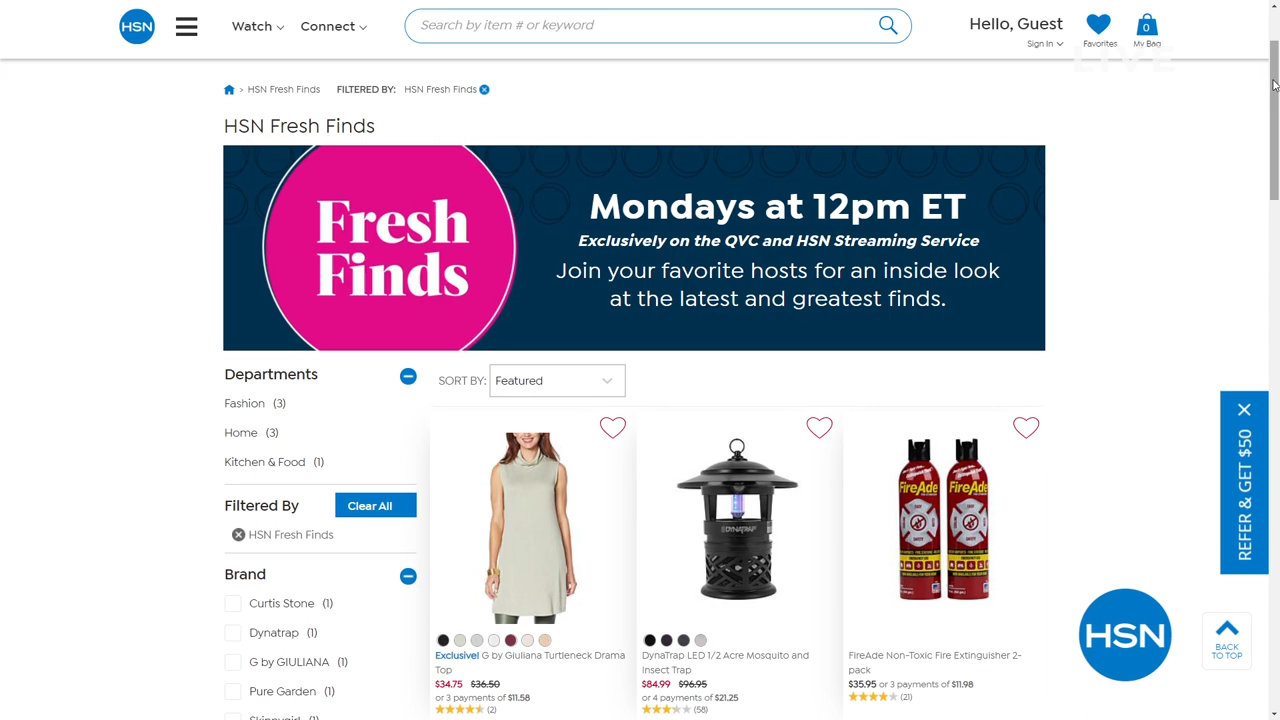 HSN
Watch
Connect
Search by item # or keyword
Hello, Guest
Sign In
Favorites
0
My Bag
LIVE
> HSN Fresh Finds
FILTERED BY:
HSN Fresh Finds
HSN Fresh Finds
Fresh
Finds
Mondays at 12pm ET
Exclusively on the QVC and HSN Streaming Service
Join your favorite hosts for an inside look
at the latest and greatest finds.
Departments
Fashion (3)
Home (3)
Kitchen & Food (1)
Filtered By
Clear All
HSN Fresh Finds
Brand
Curtis Stone (1)
Dynatrap (1)
G by GIULIANA (1)
Pure Garden (1)
Skinnygirl (1)
SORT BY: Featured
Exclusive! G by Giuliana Turtleneck Drama
Top
$34.75 $36.50
or 3 payments of $11.58
(2)
DYNATRAP
DynaTrap LED 1/2 Acre Mosquito and
Insect Trap
$84.99 $96.95
or 4 payments of $21.25
(58)
FireAde
FireAde
FireAde Non-Toxic Fire Extinguisher 2-
pack
$35.95 or 3 payments of $11.98
(21)
REFER & GET $50
HSN
BACK
TO TOP